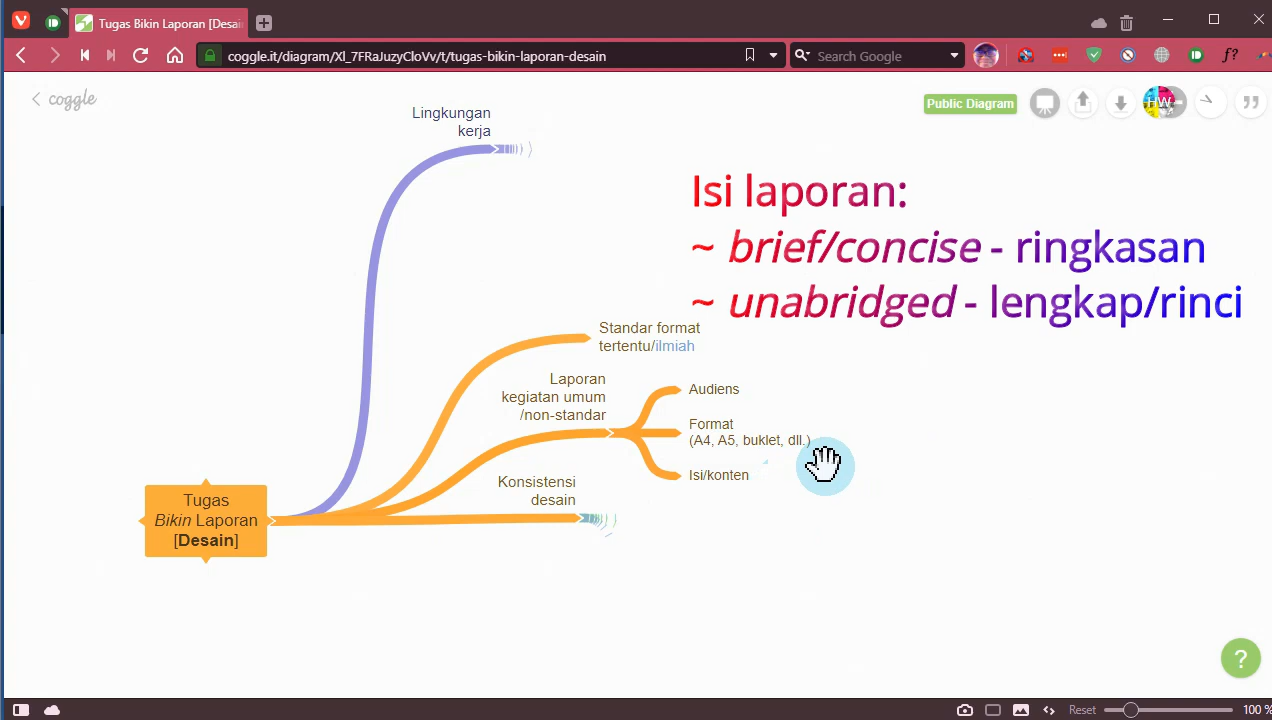 Tugas Bikin Laporan [Desai
coggle.it/diagram/Xl_7FRaJuzyCloVv/t/tugas-bikin-laporan-desain
Search Google
f?
coggle
Public Diagram
HW
Lingkungan
kerja
Isi laporan:
~ brief/concise - ringkasan
~ unabridged - lengkap/rinci
Standar format
tertentu/ilmiah
Laporan
kegiatan umum
/non-standar
Audiens
Format
(A4, A5, buklet, dll.)
Isi/konten
Konsistensi
desain
Tugas
Bikin Laporan
[Desain]
?
Reset
100 %